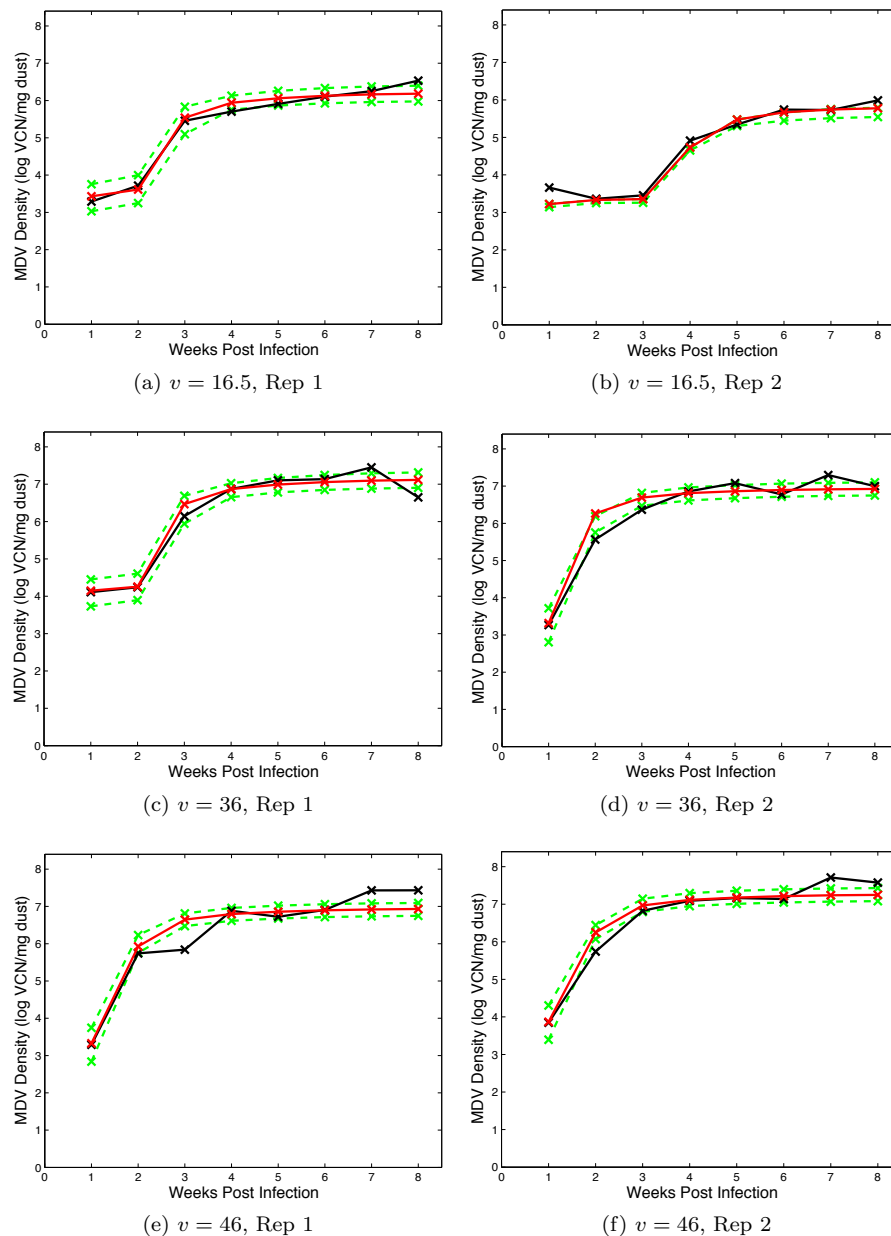 MDV Density (log VCN/mg dust)
8
7
6
5
4
3
2
1
0
0 1 2 3 4 5 6 7 8
Weeks Post Infection
(a) v = 16.5, Rep 1
MDV Density (log VCN/mg dust)
8
7
6
5
4
3
2
1
0
0 1 2 3 4 5 6 7 8
Weeks Post Infection
(b) v = 16.5, Rep 2
MDV Density (log VCN/mg dust)
8
7
6
5
4
3
2
1
0
0 1 2 3 4 5 6 7 8
Weeks Post Infection
(c) v = 36, Rep 1
MDV Density (log VCN/mg dust)
8
7
6
5
4
3
2
1
0
0 1 2 3 4 5 6 7 8
Weeks Post Infection
(d) v = 36, Rep 2
MDV Density (log VCN/mg dust)
8
7
6
5
4
3
2
1
0
0 1 2 3 4 5 6 7 8
Weeks Post Infection
(e) v = 46, Rep 1
MDV Density (log VCN/mg dust)
8
7
6
5
4
3
2
1
0
0 1 2 3 4 5 6 7 8
Weeks Post Infection
(f) v = 46, Rep 2